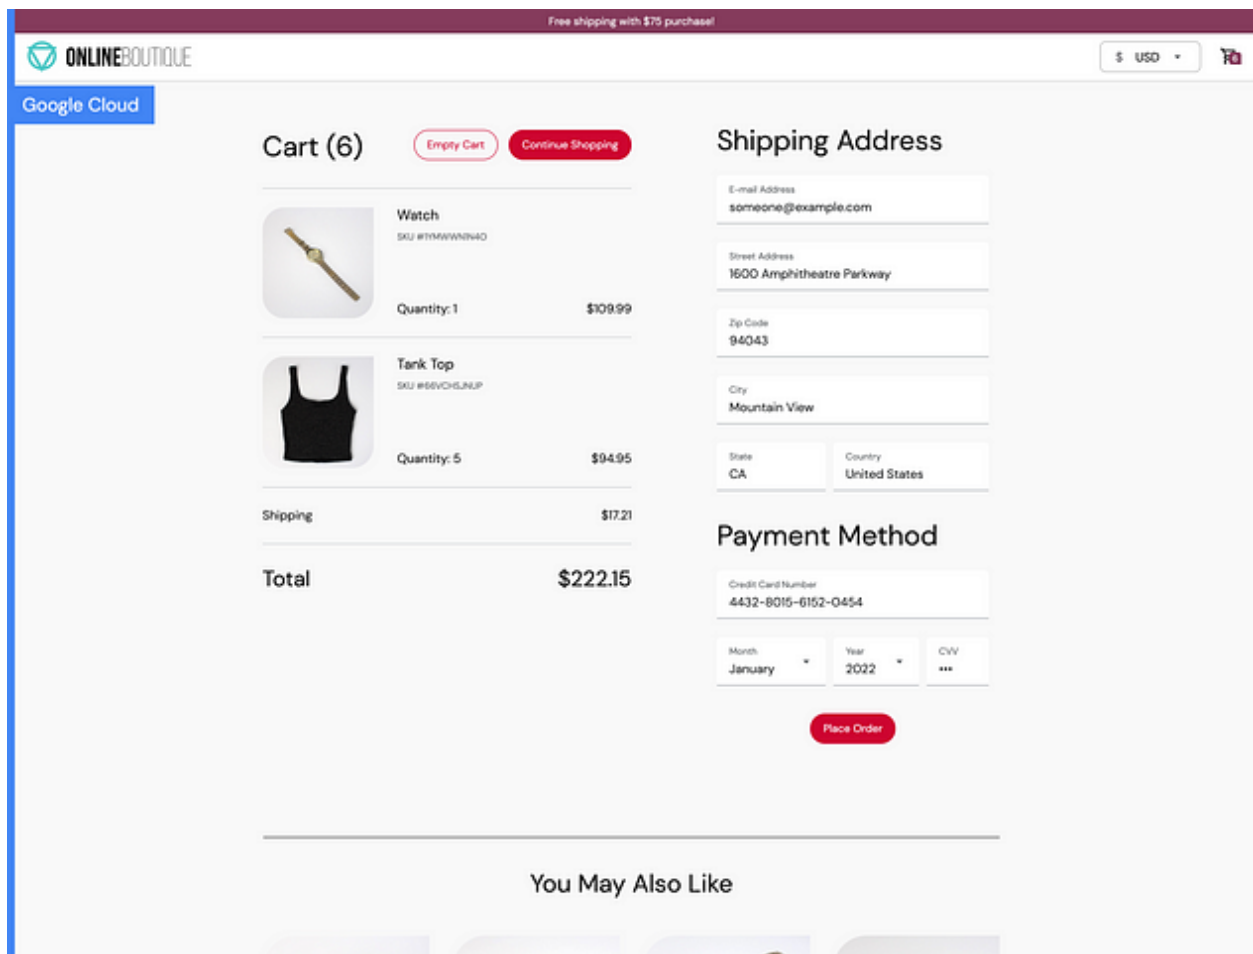 Free shipping with $75 purchase!
ONLINEBOUTIQUE
$ USD
Google Cloud
Cart (6)
Empty Cart
Continue Shopping
Watch
Quantity: 1
$109.99
Tank Top
Quantity: 5
$94.95
Shipping
$17.21
Total
$222.15
Shipping Address
E-mail Address
someone@example.com
Street Address
1600 Amphitheatre Parkway
Zip Code
94043
City
Mountain View
State
CA
Country
United States
Payment Method
Credit Card Number
4432-8015-6152-0454
Month
January
Year
2022
CVV
•••
Place Order
You May Also Like